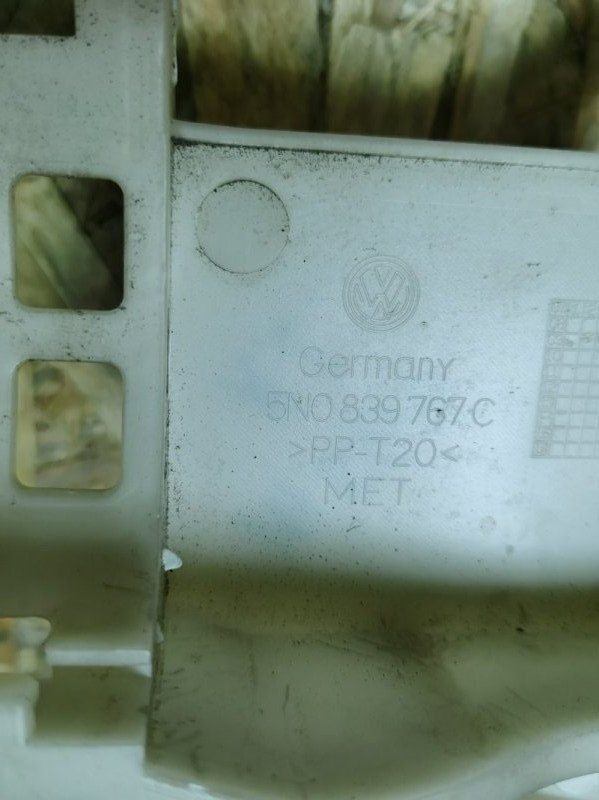 Germany
5N0 839 767 C
>PP-T20<
MET